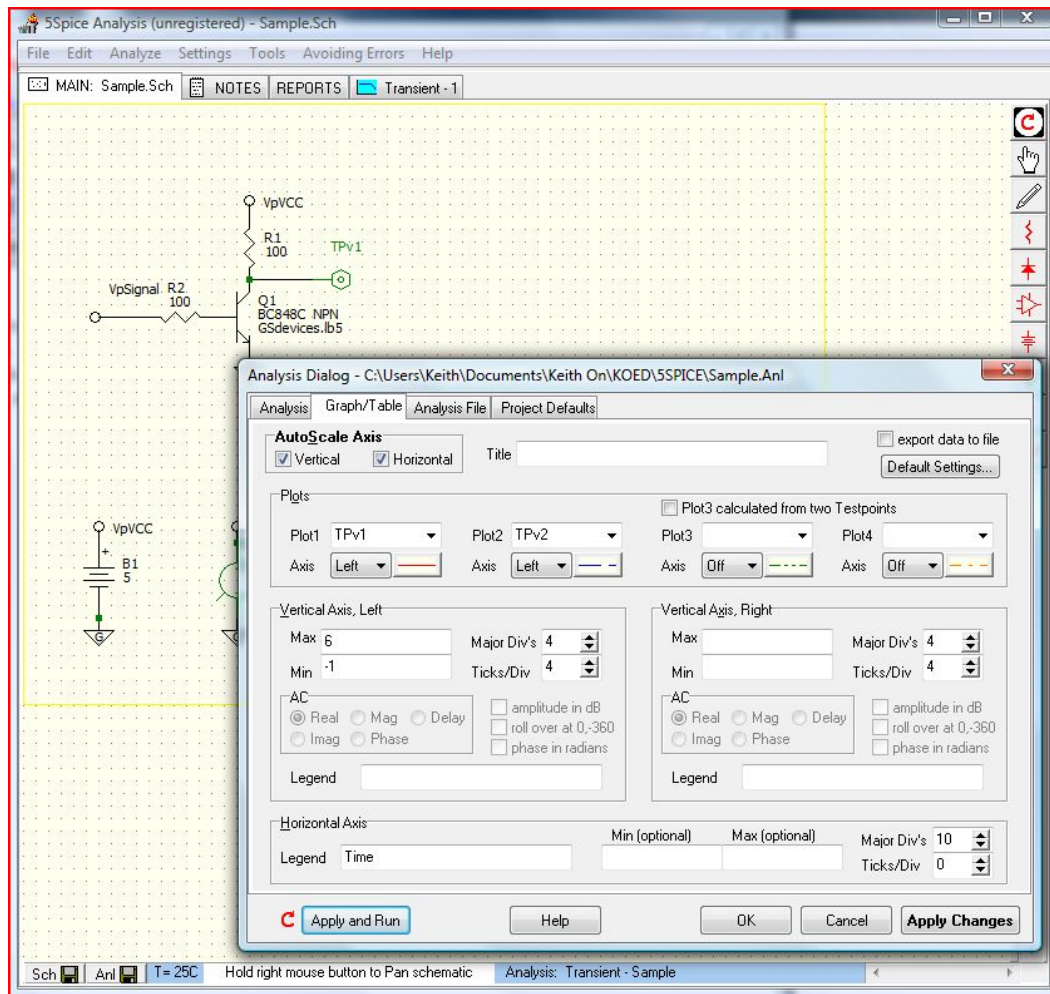 5Spice Analysis (unregistered) - Sample.Sch
File Edit Analyze Settings Tools Avoiding Errors Help
MAIN: Sample.Sch NOTES REPORTS Transient - 1
VpVCC
R1
100
TPv1
VpSignal R2
100
Q1
BC848C NPN
GSdevices.lb5
VpVCC
+
B1
5
G
Analysis Dialog - C:\Users\Keith\Documents\Keith On\KOED\5SPICE\Sample.Anl
Analysis Graph/Table Analysis File Project Defaults
AutoScale Axis
Vertical Horizontal
Title
export data to file
Default Settings...
Plots
Plot3 calculated from two Testpoints
Plot1 TPv1 Plot2 TPv2 Plot3 Plot4
Axis Left Axis Left Axis Off Axis Off
Vertical Axis, Left
Max 6 Major Div's 4
Min -1 Ticks/Div 4
AC
Real Mag Delay
Imag Phase
amplitude in dB
roll over at 0,-360
phase in radians
Legend
Vertical Axis, Right
Max Major Div's 4
Min Ticks/Div 4
AC
Real Mag Delay
Imag Phase
amplitude in dB
roll over at 0,-360
phase in radians
Legend
Horizontal Axis
Min (optional) Max (optional) Major Div's 10
Legend Time Ticks/Div 0
C Apply and Run Help OK Cancel Apply Changes
Sch Anl T= 25C Hold right mouse button to Pan schematic Analysis: Transient - Sample